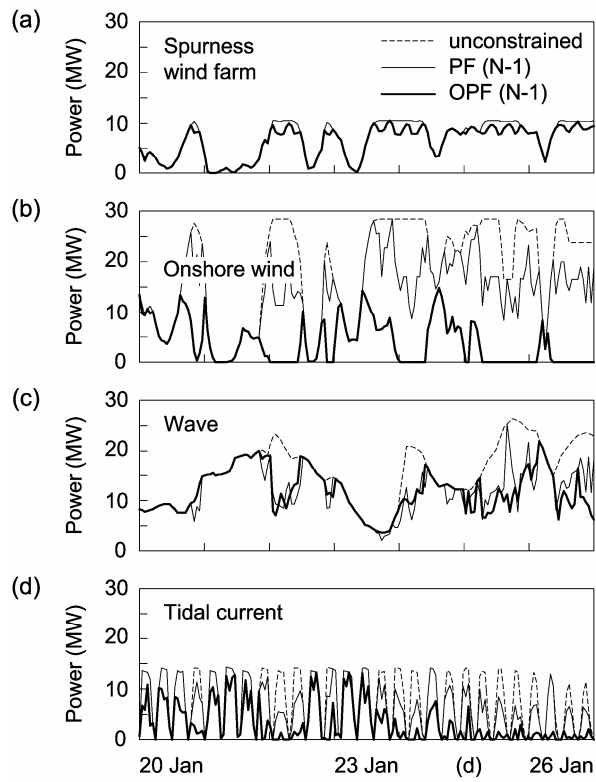 (a)
30
20
10
0
Power (MW)
Spurness
wind farm
unconstrained
PF (N-1)
OPF (N-1)
(b)
30
20
10
0
Power (MW)
Onshore wind
(c)
30
20
10
0
Power (MW)
Wave
(d)
30
20
10
0
Power (MW)
Tidal current
20 Jan 23 Jan (d) 26 Jan